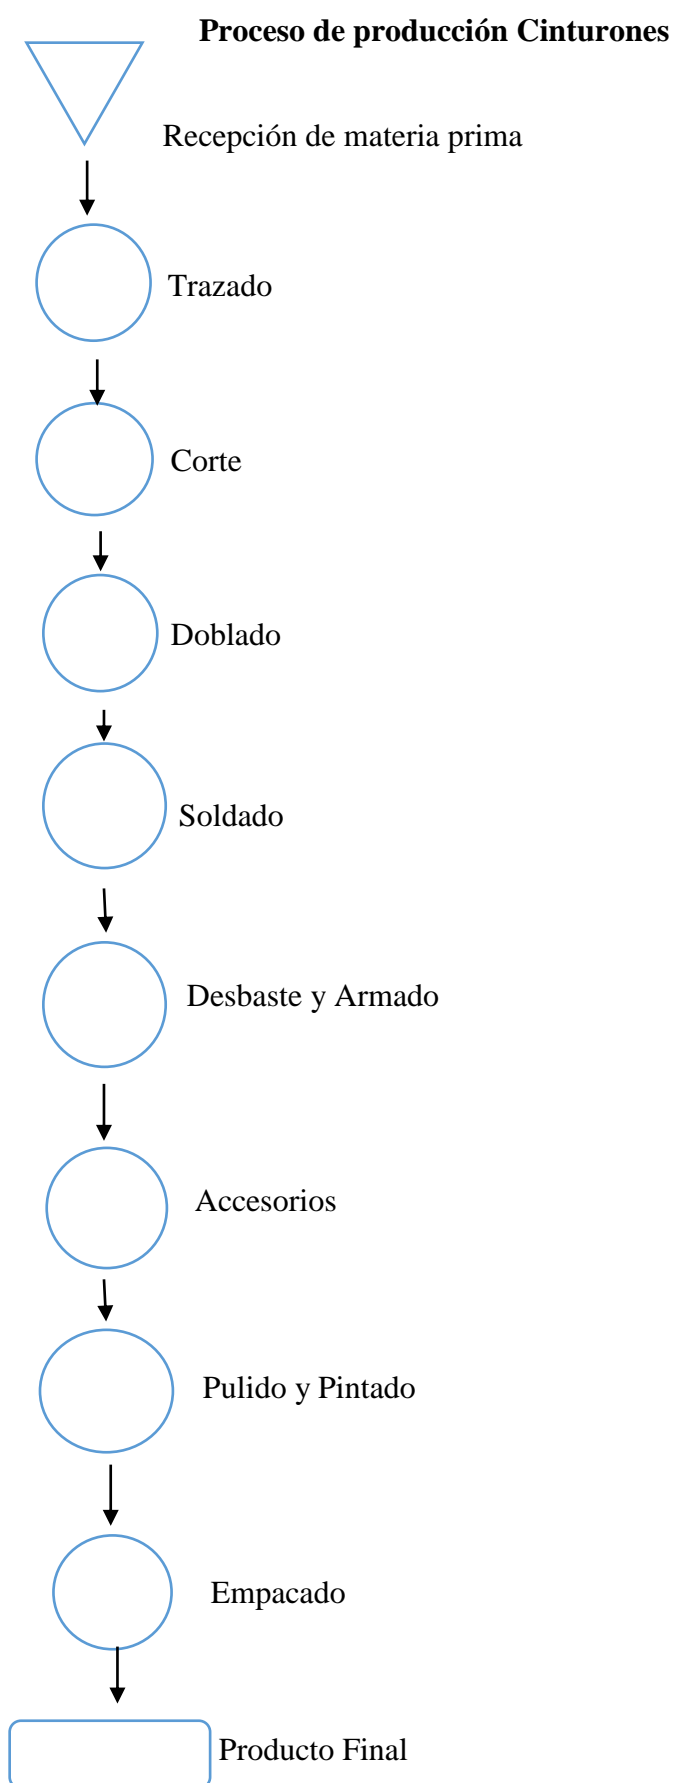 Proceso de producción Cinturones
Recepción de materia prima
Trazado
Corte
Doblado
Soldado
Desbaste y Armado
Accesorios
Pulido y Pintado
Empacado
Producto Final